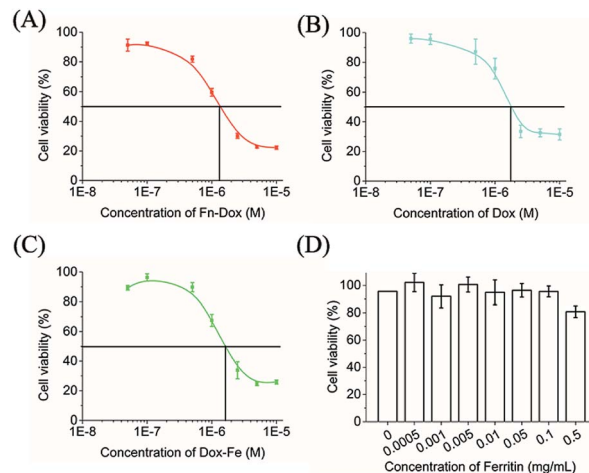 (A)
100
80
60
40
20
0
Cell viability (%)
1E-8 1E-7 1E-6 1E-5
Concentration of Fn-Dox (M)
(B)
100
80
60
40
20
0
Cell viability (%)
1E-8 1E-7 1E-6 1E-5
Concentration of Dox (M)
(C)
100
80
60
40
20
0
Cell viability (%)
1E-8 1E-7 1E-6 1E-5
Concentration of Dox-Fe (M)
(D)
100
80
60
40
20
0
Cell viability (%)
0 0.0005 0.001 0.005 0.01 0.05 0.1 0.5
Concentration of Ferritin (mg/mL)